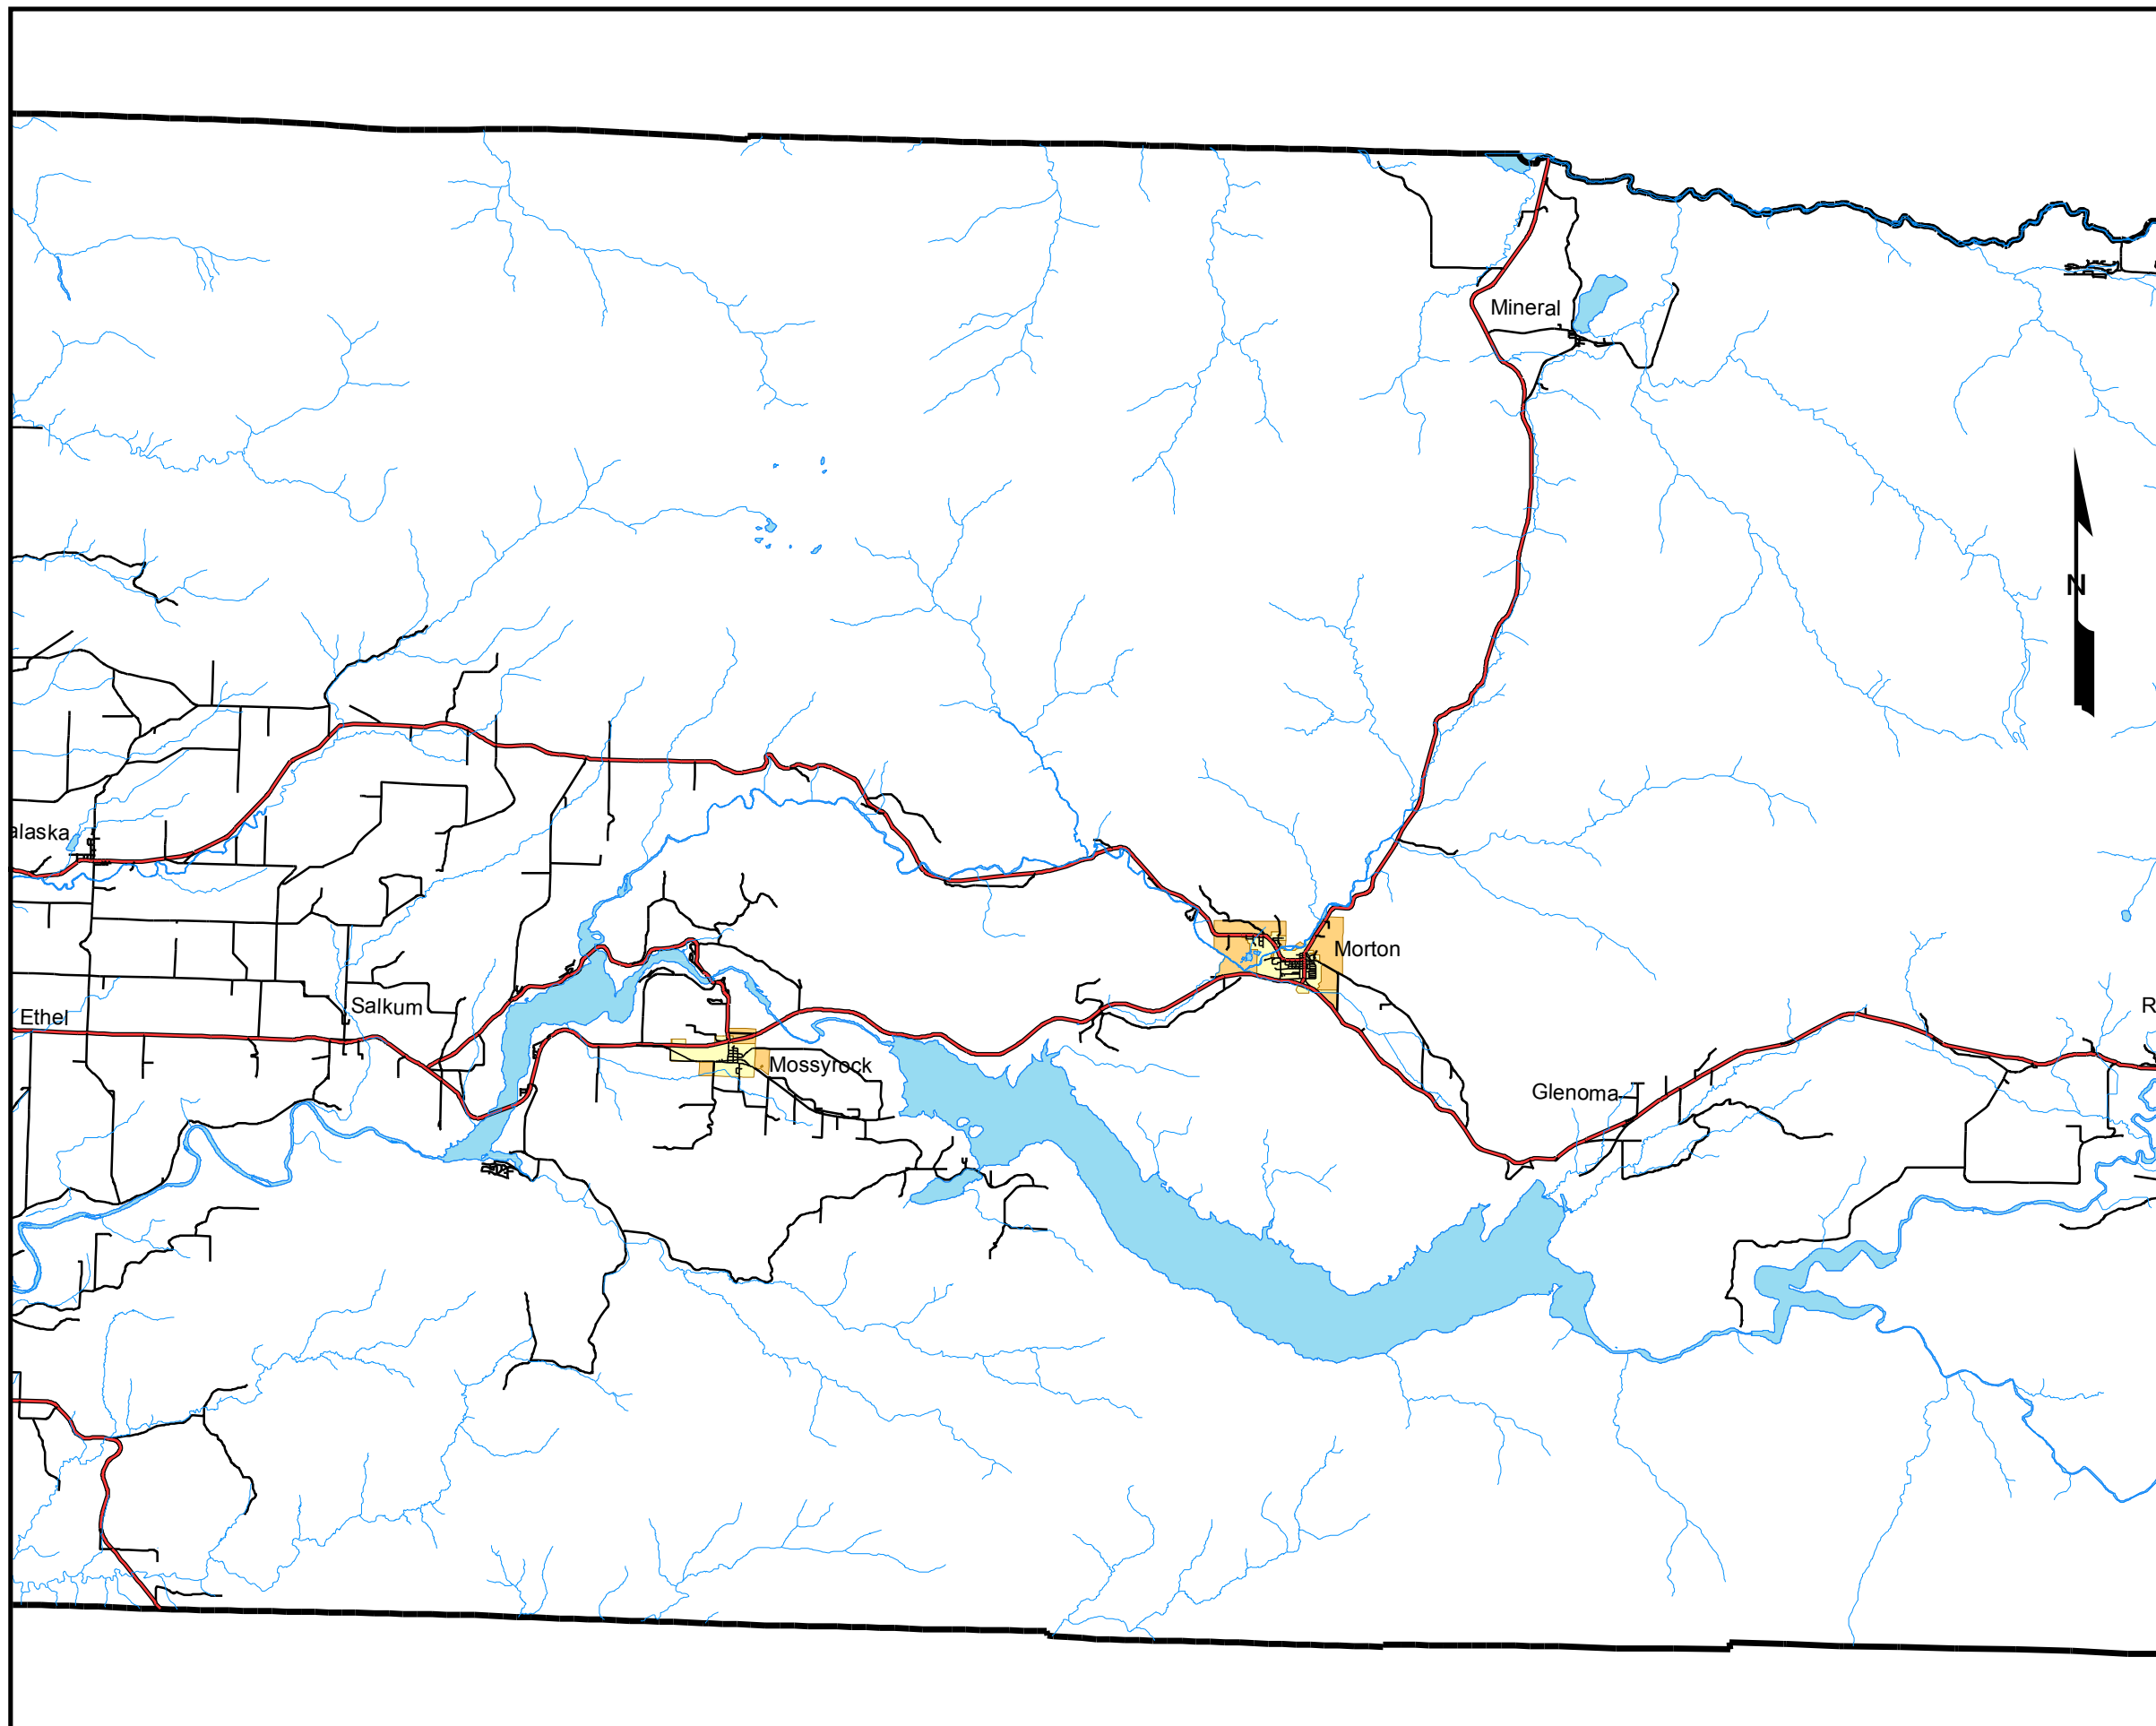 Mineral
N
alaska
Morton
Salkum
Ethel
R
Mossyrock
Glenoma